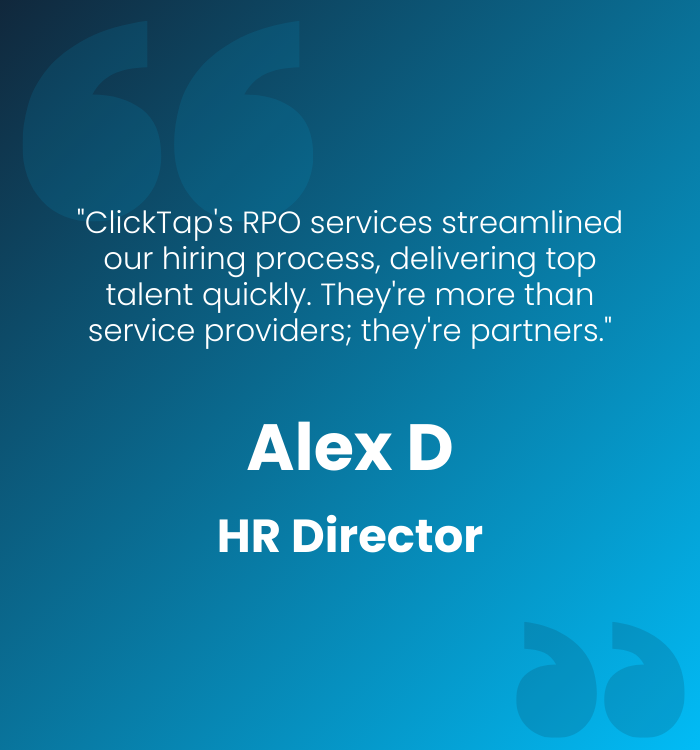 "ClickTap's RPO services streamlined
our hiring process, delivering top
talent quickly. They're more than
service providers; they're partners."
Alex D
HR Director